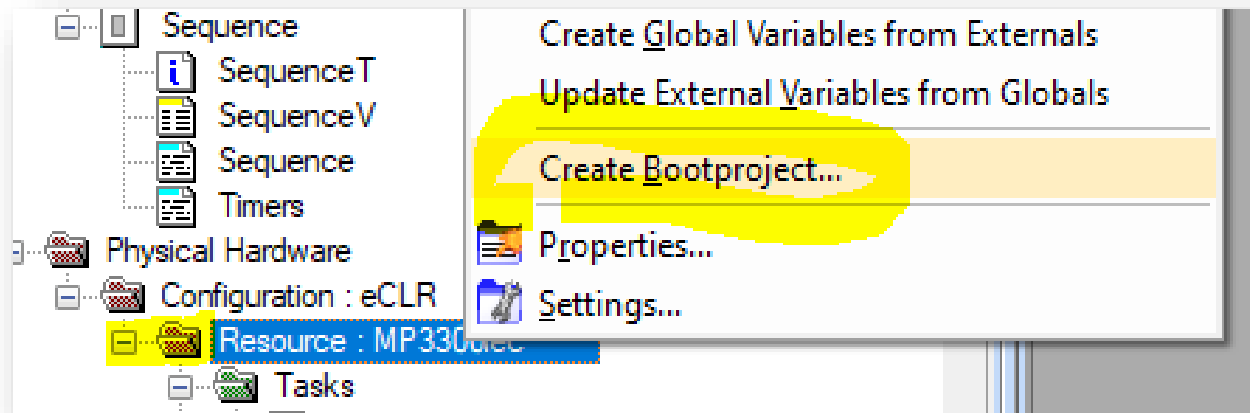 Sequence
SequenceT
SequenceV
Sequence
Timers
Physical Hardware
Configuration : eCLR
Resource : MP3300iec
Tasks
Create Global Variables from Externals
Update External Variables from Globals
Create Bootproject...
Properties...
Settings...